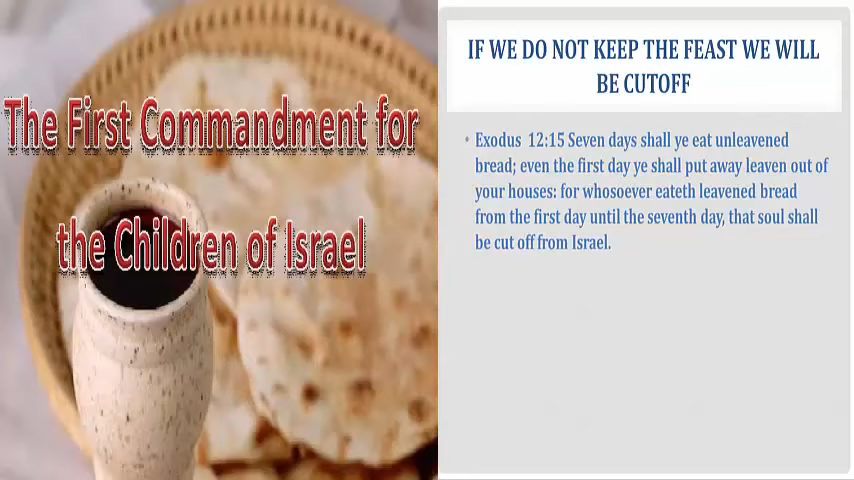 The First Commandment for
the Children of Israel
IF WE DO NOT KEEP THE FEAST WE WILL
BE CUTOFF
• Exodus 12:15 Seven days shall ye eat unleavened
bread; even the first day ye shall put away leaven out of
your houses: for whosoever eateth leavened bread
from the first day until the seventh day, that soul shall
be cut off from Israel.